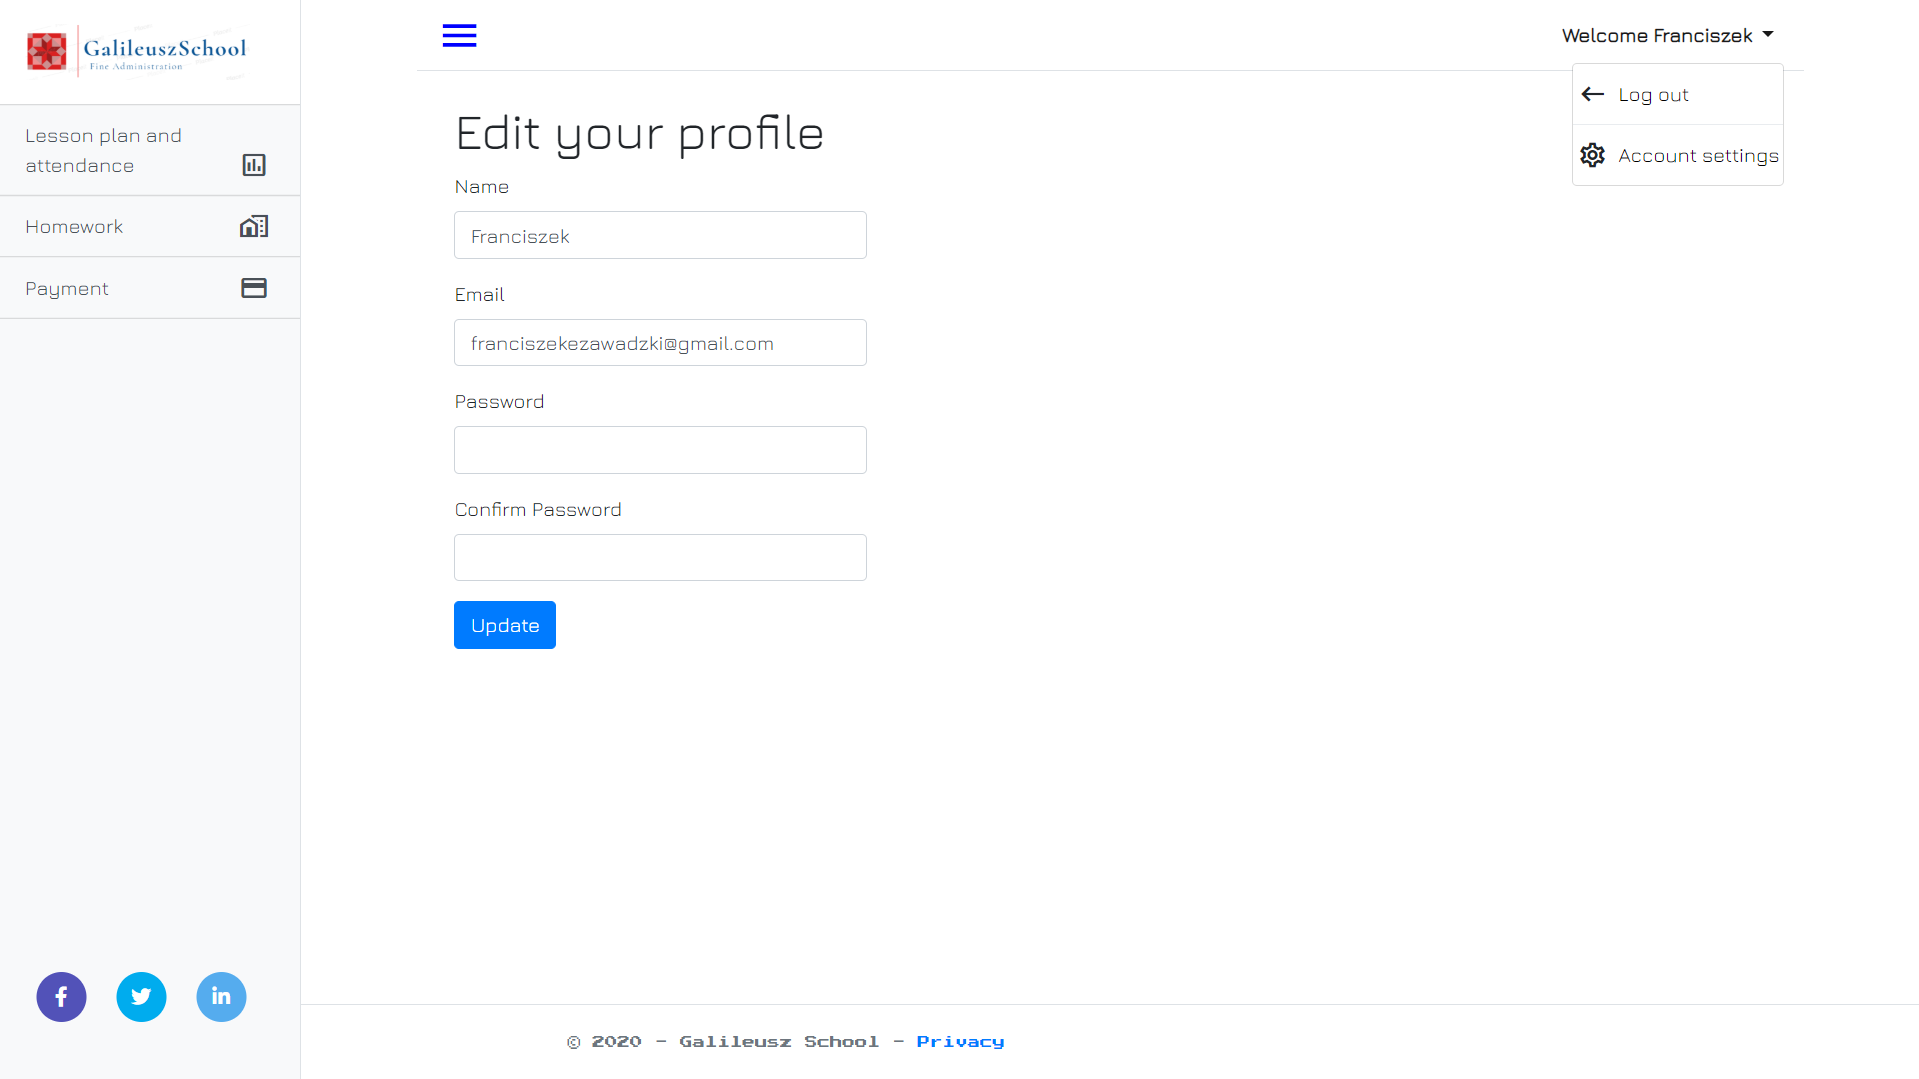 GalileuszSchool
Fine Administration
Lesson plan and
attendance
Homework
Payment
Welcome Franciszek
Log out
Account settings
Edit your profile
Name
Franciszek
Email
franciszekezawadzki@gmail.com
Password
Confirm Password
Update
© 2020 - Galileusz School - Privacy